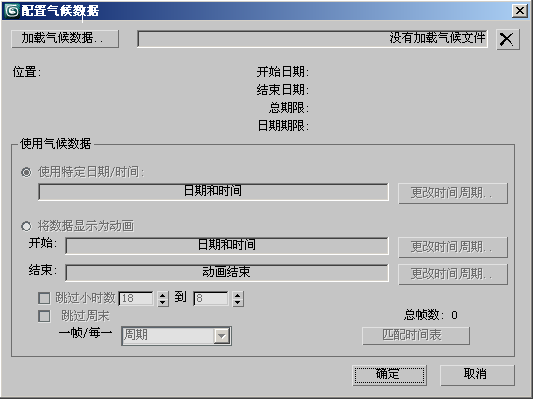 配置气候数据
加载气候数据.. 没有加载气候文件
位置: 开始日期:
结束日期:
总期限:
日期期限:
使用气候数据
使用特定日期/时间:
日期和时间 更改时间周期..
将数据显示为动画
开始: 日期和时间 更改时间周期..
结束: 动画结束 更改时间周期..
跳过小时数 18 到 8
跳过周末 总帧数: 0
一帧/每一 周期 匹配时间表
确定 取消